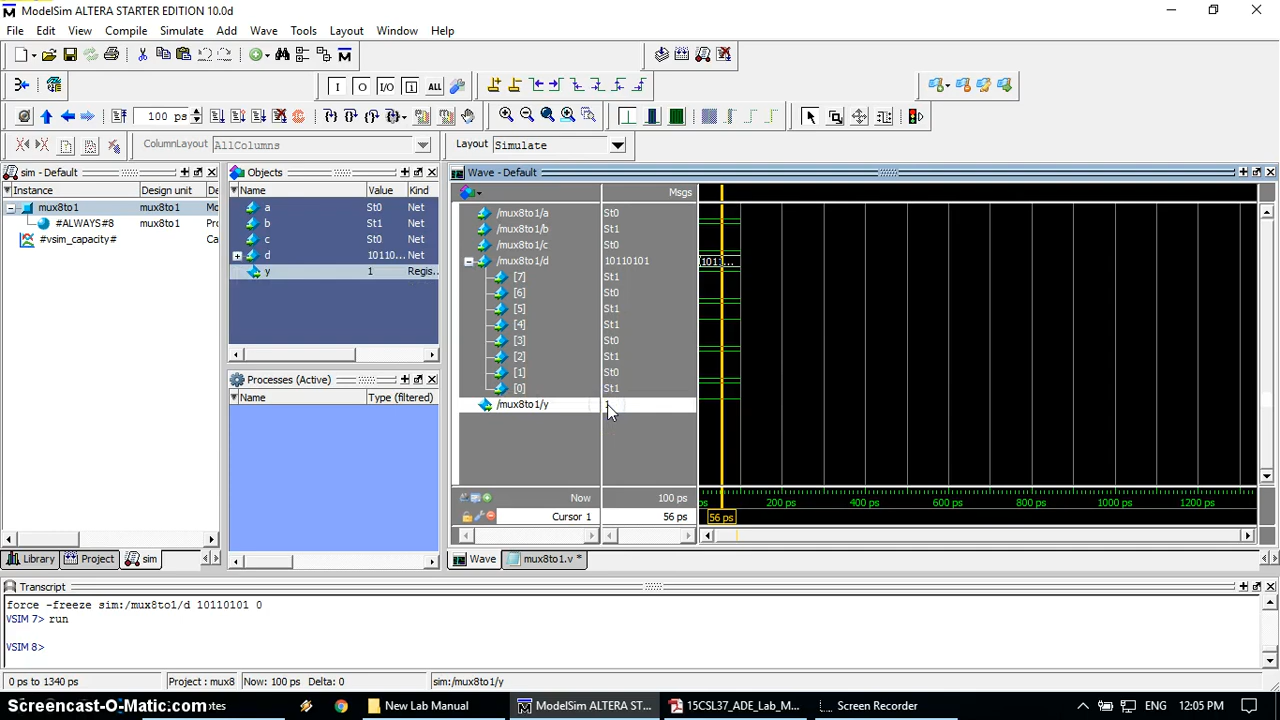 ModelSim ALTERA STARTER EDITION 10.0d
File Edit View Compile Simulate Add Wave Tools Layout Window Help
100 ps
ColumnLayout AllColumns
Layout Simulate
sim - Default
Instance Design unit De
mux8to1 mux8to1 Mo
#ALWAYS#8 mux8to1 Pro
#vsim_capacity# Ca
Objects
Name Value Kind
a St0 Net
b St1 Net
c St0 Net
d 10110... Net
y 1 Regis...
Processes (Active)
Name Type (filtered)
Library Project sim
Wave - Default
Msgs
/mux8to1/a St0
/mux8to1/b St1
/mux8to1/c St0
/mux8to1/d 10110101
[7] St1
[6] St0
[5] St1
[4] St1
[3] St0
[2] St1
[1] St0
[0] St1
/mux8to1/y 1
Now 100 ps
Cursor 1 56 ps
1011...
ps 200 ps 400 ps 600 ps 800 ps 1000 ps 1200 ps
56 ps
Wave mux8to1.v *
Transcript
force -freeze sim:/mux8to1/d 10110101 0
VSIM 7> run
VSIM 8>
0 ps to 1340 ps Project : mux8 Now: 100 ps Delta: 0 sim:/mux8to1/y
Screencast-O-Matic.com
tes New Lab Manual ModelSim ALTERA ST... 15CSL37_ADE_Lab_M... Screen Recorder ENG 12:05 PM